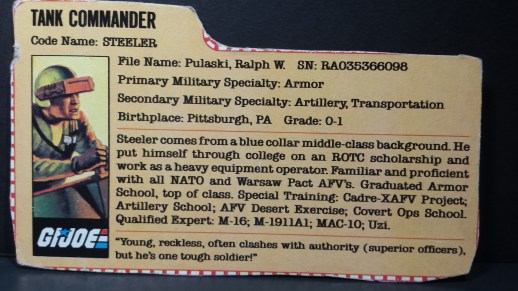 TANK COMMANDER
Code Name: STEELER
File Name: Pulaski, Ralph W. SN: RA035366098
Primary Military Specialty: Armor
Secondary Military Specialty: Artillery, Transportation
Birthplace: Pittsburgh, PA Grade: O-1
Steeler comes from a blue collar middle-class background. He
put himself through college on an ROTC scholarship and
work as a heavy equipment operator. Familiar and proficient
with all NATO and Warsaw Pact AFV's. Graduated Armor
School, top of class. Special Training: Cadre-XAFV Project;
Artillery School; AFV Desert Exercise; Covert Ops School.
Qualified Expert: M-16; M-1911A1; MAC-10; Uzi.
"Young, reckless, often clashes with authority (superior officers),
but he's one tough soldier!"
GI JOE